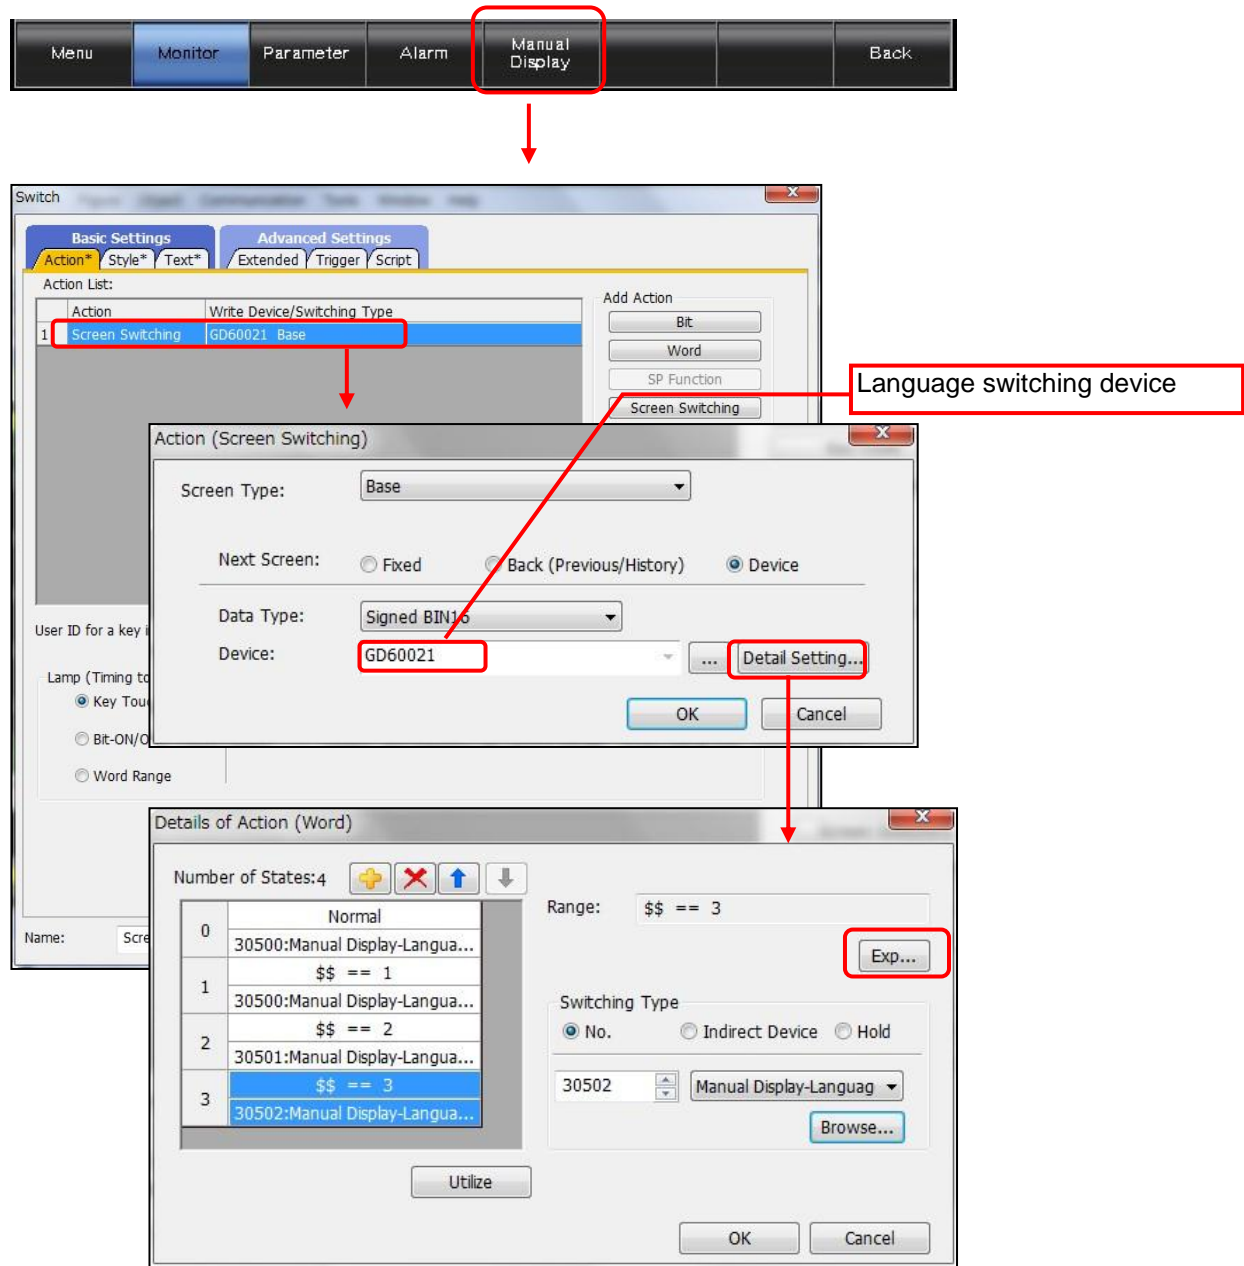 Menu Monitor Parameter Alarm Manual Display Back
Switch
Basic Settings Advanced Settings
Action* Style* Text* Extended Trigger Script
Action List:
Action Write Device/Switching Type
1 Screen Switching GD60021 Base
Add Action
Bit
Word
SP Function
Screen Switching
Language switching device
Action (Screen Switching)
Screen Type: Base
Next Screen: Fixed Back (Previous/History) Device
Data Type: Signed BIN16
Device: GD60021 ... Detail Setting...
OK Cancel
User ID for a key i
Lamp (Timing to
Key Tou
Bit-ON/O
Word Range
Name: Scre
Details of Action (Word)
Number of States:4
0 Normal
30500:Manual Display-Langua...
1 $$ == 1
30500:Manual Display-Langua...
2 $$ == 2
30501:Manual Display-Langua...
3 $$ == 3
30502:Manual Display-Langua...
Utilize
Range: $$ == 3
Exp...
Switching Type
No. Indirect Device Hold
30502 Manual Display-Languag
Browse...
OK Cancel